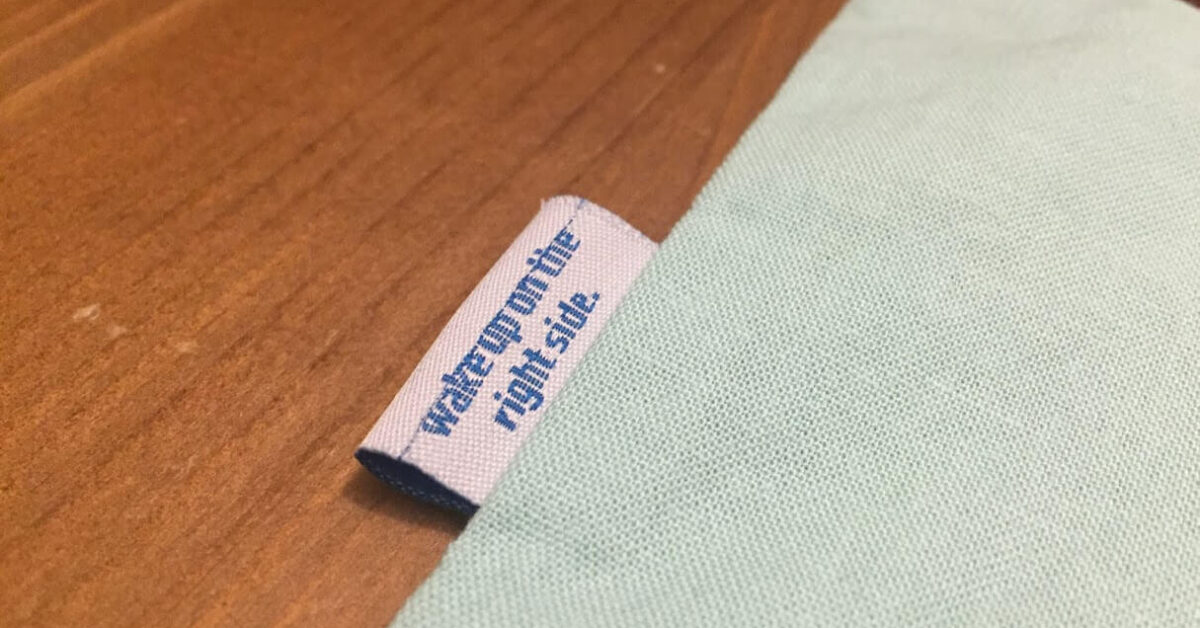 wake up on the
right side.